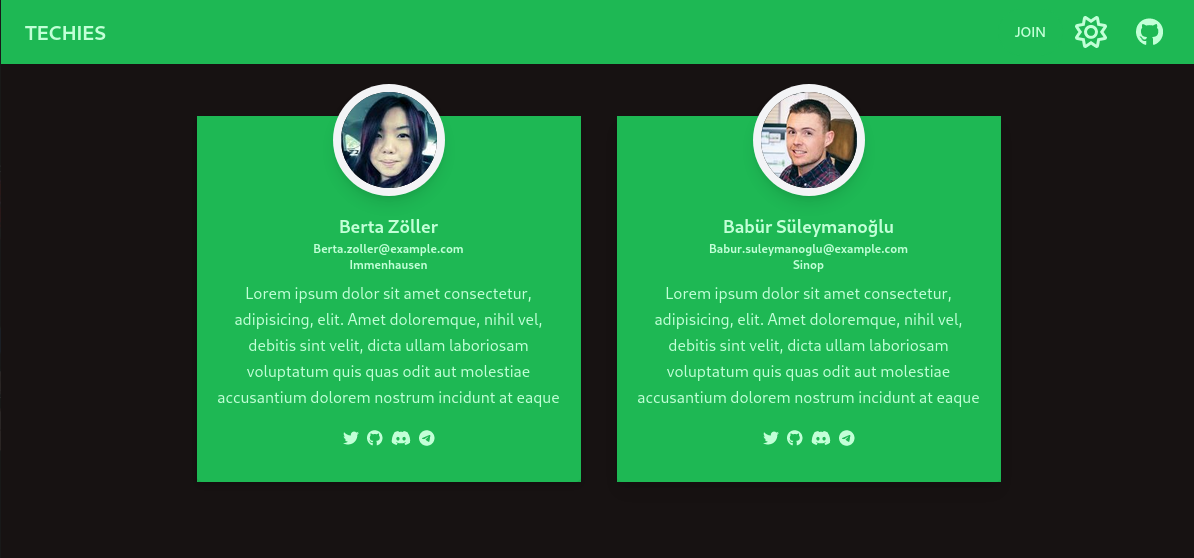 TECHIES
JOIN
Berta Zöller
Berta.zoller@example.com
Immenhausen
Lorem ipsum dolor sit amet consectetur,
adipisicing, elit. Amet doloremque, nihil vel,
debitis sint velit, dicta ullam laboriosam
voluptatum quis quas odit aut molestiae
accusantium dolorem nostrum incidunt at eaque
Babür Süleymanoğlu
Babur.suleymanoglu@example.com
Sinop
Lorem ipsum dolor sit amet consectetur,
adipisicing, elit. Amet doloremque, nihil vel,
debitis sint velit, dicta ullam laboriosam
voluptatum quis quas odit aut molestiae
accusantium dolorem nostrum incidunt at eaque